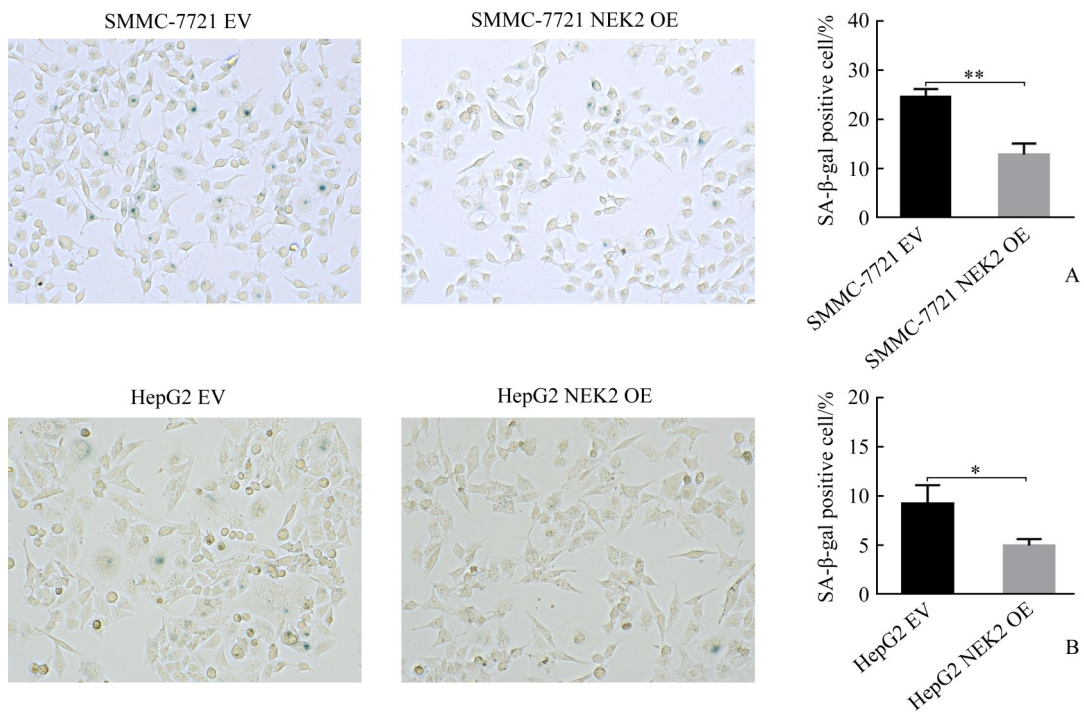 SMMC-7721 EV
SMMC-7721 NEK2 OE
SA-β-gal positive cell/%
40
30
20
10
0
**
SMMC-7721 EV
SMMC-7721 NEK2 OE
A
HepG2 EV
HepG2 NEK2 OE
SA-β-gal positive cell/%
20
15
10
5
0
*
HepG2 EV
HepG2 NEK2 OE
B